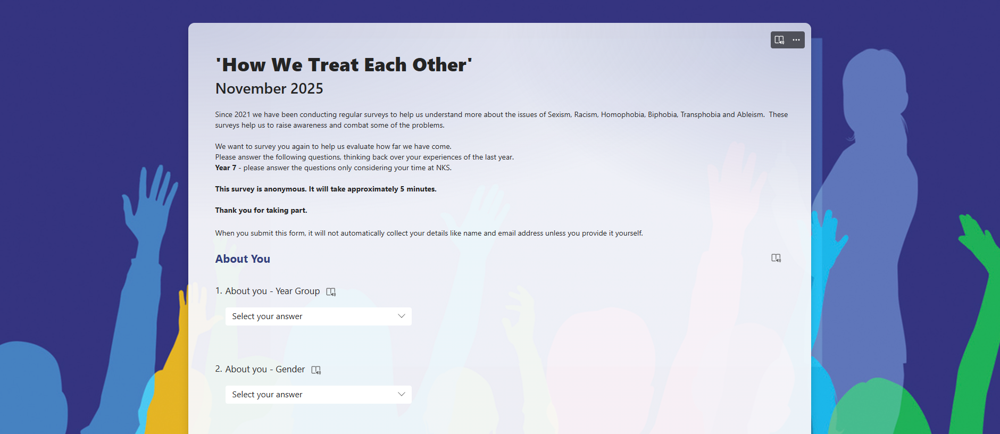 'How We Treat Each Other'
November 2025
Since 2021 we have been conducting regular surveys to help us understand more about the issues of Sexism, Racism, Homophobia, Biphobia, Transphobia and Ableism.  These
surveys help us to raise awareness and combat some of the problems.
We want to survey you again to help us evaluate how far we have come.
Please answer the following questions, thinking back over your experiences of the last year.
Year 7 - please answer the questions only considering your time at NKS.
This survey is anonymous. It will take approximately 5 minutes.
Thank you for taking part.
When you submit this form, it will not automatically collect your details like name and email address unless you provide it yourself.
About You
1. About you - Year Group
Select your answer
2. About you - Gender
Select your answer